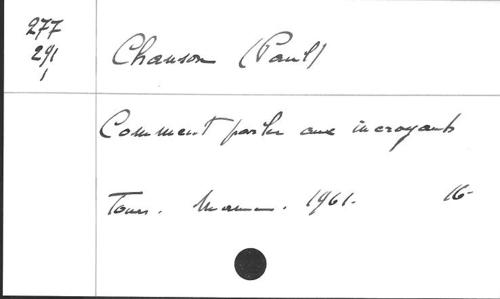 277
291
1
Chanson (Paul)
Comment parler aux incroyants
Tours. Mame. 1961. 16-